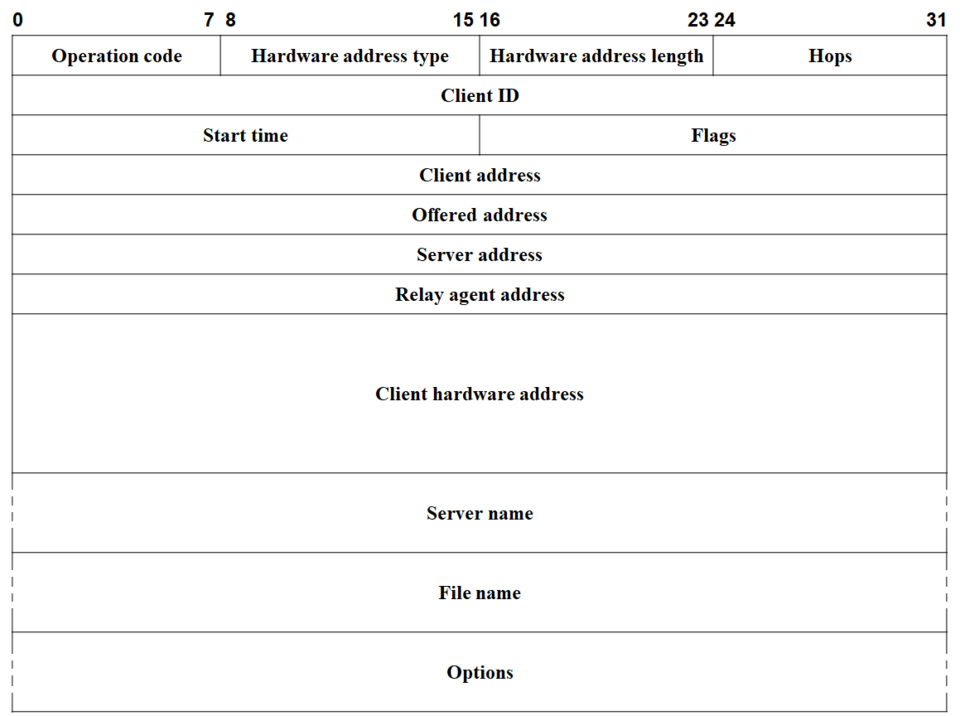 0 7 8 15 16 23 24 31
Operation code Hardware address type Hardware address length Hops
Client ID
Start time Flags
Client address
Offered address
Server address
Relay agent address
Client hardware address
Server name
File name
Options